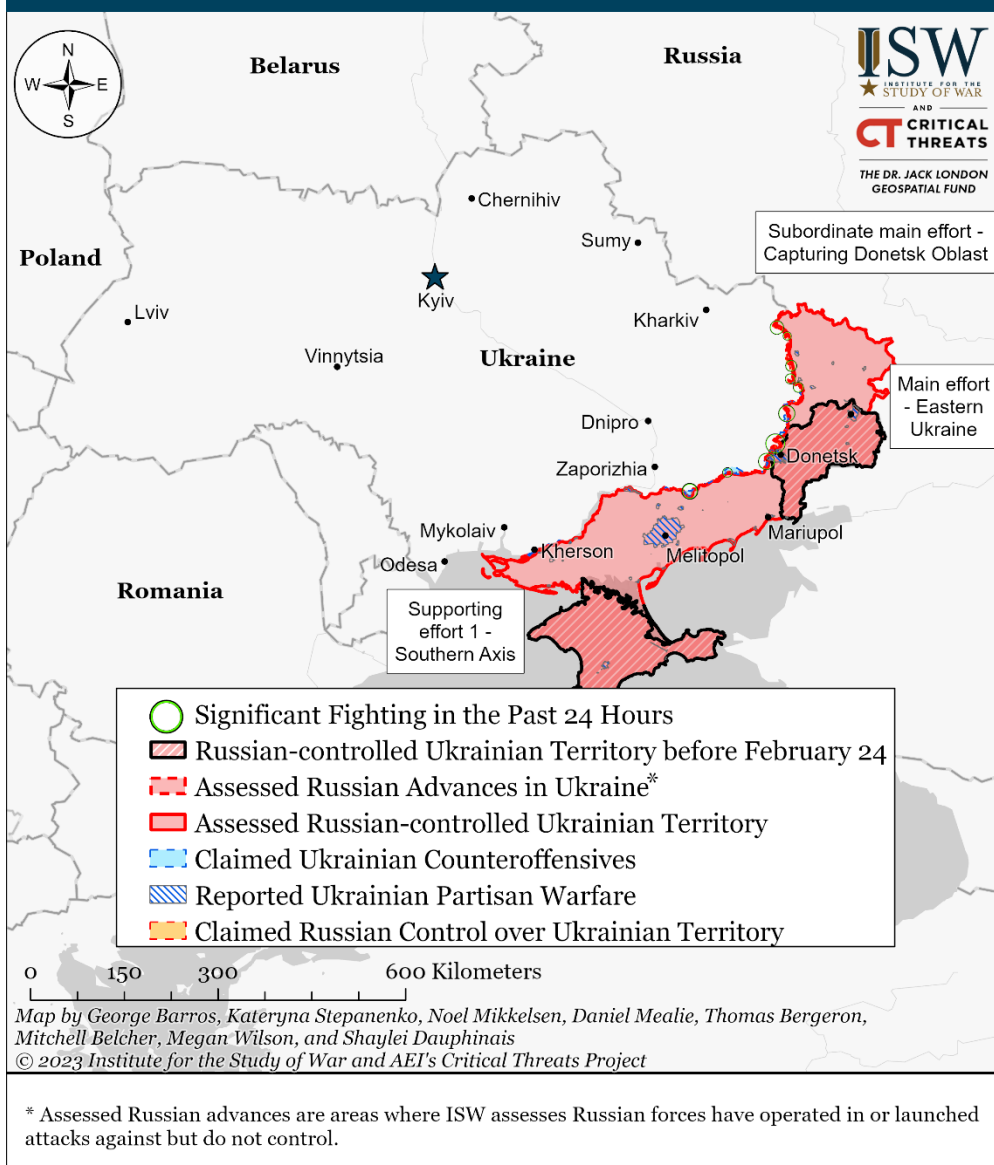 N
W
E
S
Belarus
Russia
ISW
INSTITUTE FOR THE
STUDY OF WAR
AND
CT CRITICAL
THREATS
THE DR. JACK LONDON
GEOSPATIAL FUND
Chernihiv
Sumy
Subordinate main effort -
Capturing Donetsk Oblast
Poland
Kyiv
Lviv
Kharkiv
Vinnytsia
Ukraine
Main effort
- Eastern
Ukraine
Dnipro
Donetsk
Zaporizhia
Mykolaiv
Mariupol
Kherson
Melitopol
Odesa
Romania
Supporting
effort 1 -
Southern Axis
Significant Fighting in the Past 24 Hours
Russian-controlled Ukrainian Territory before February 24
Assessed Russian Advances in Ukraine*
Assessed Russian-controlled Ukrainian Territory
Claimed Ukrainian Counteroffensives
Reported Ukrainian Partisan Warfare
Claimed Russian Control over Ukrainian Territory
0 150 300 600 Kilometers
Map by George Barros, Kateryna Stepanenko, Noel Mikkelsen, Daniel Mealie, Thomas Bergeron,
Mitchell Belcher, Megan Wilson, and Shaylei Dauphinais
© 2023 Institute for the Study of War and AEI's Critical Threats Project
* Assessed Russian advances are areas where ISW assesses Russian forces have operated in or launched
attacks against but do not control.